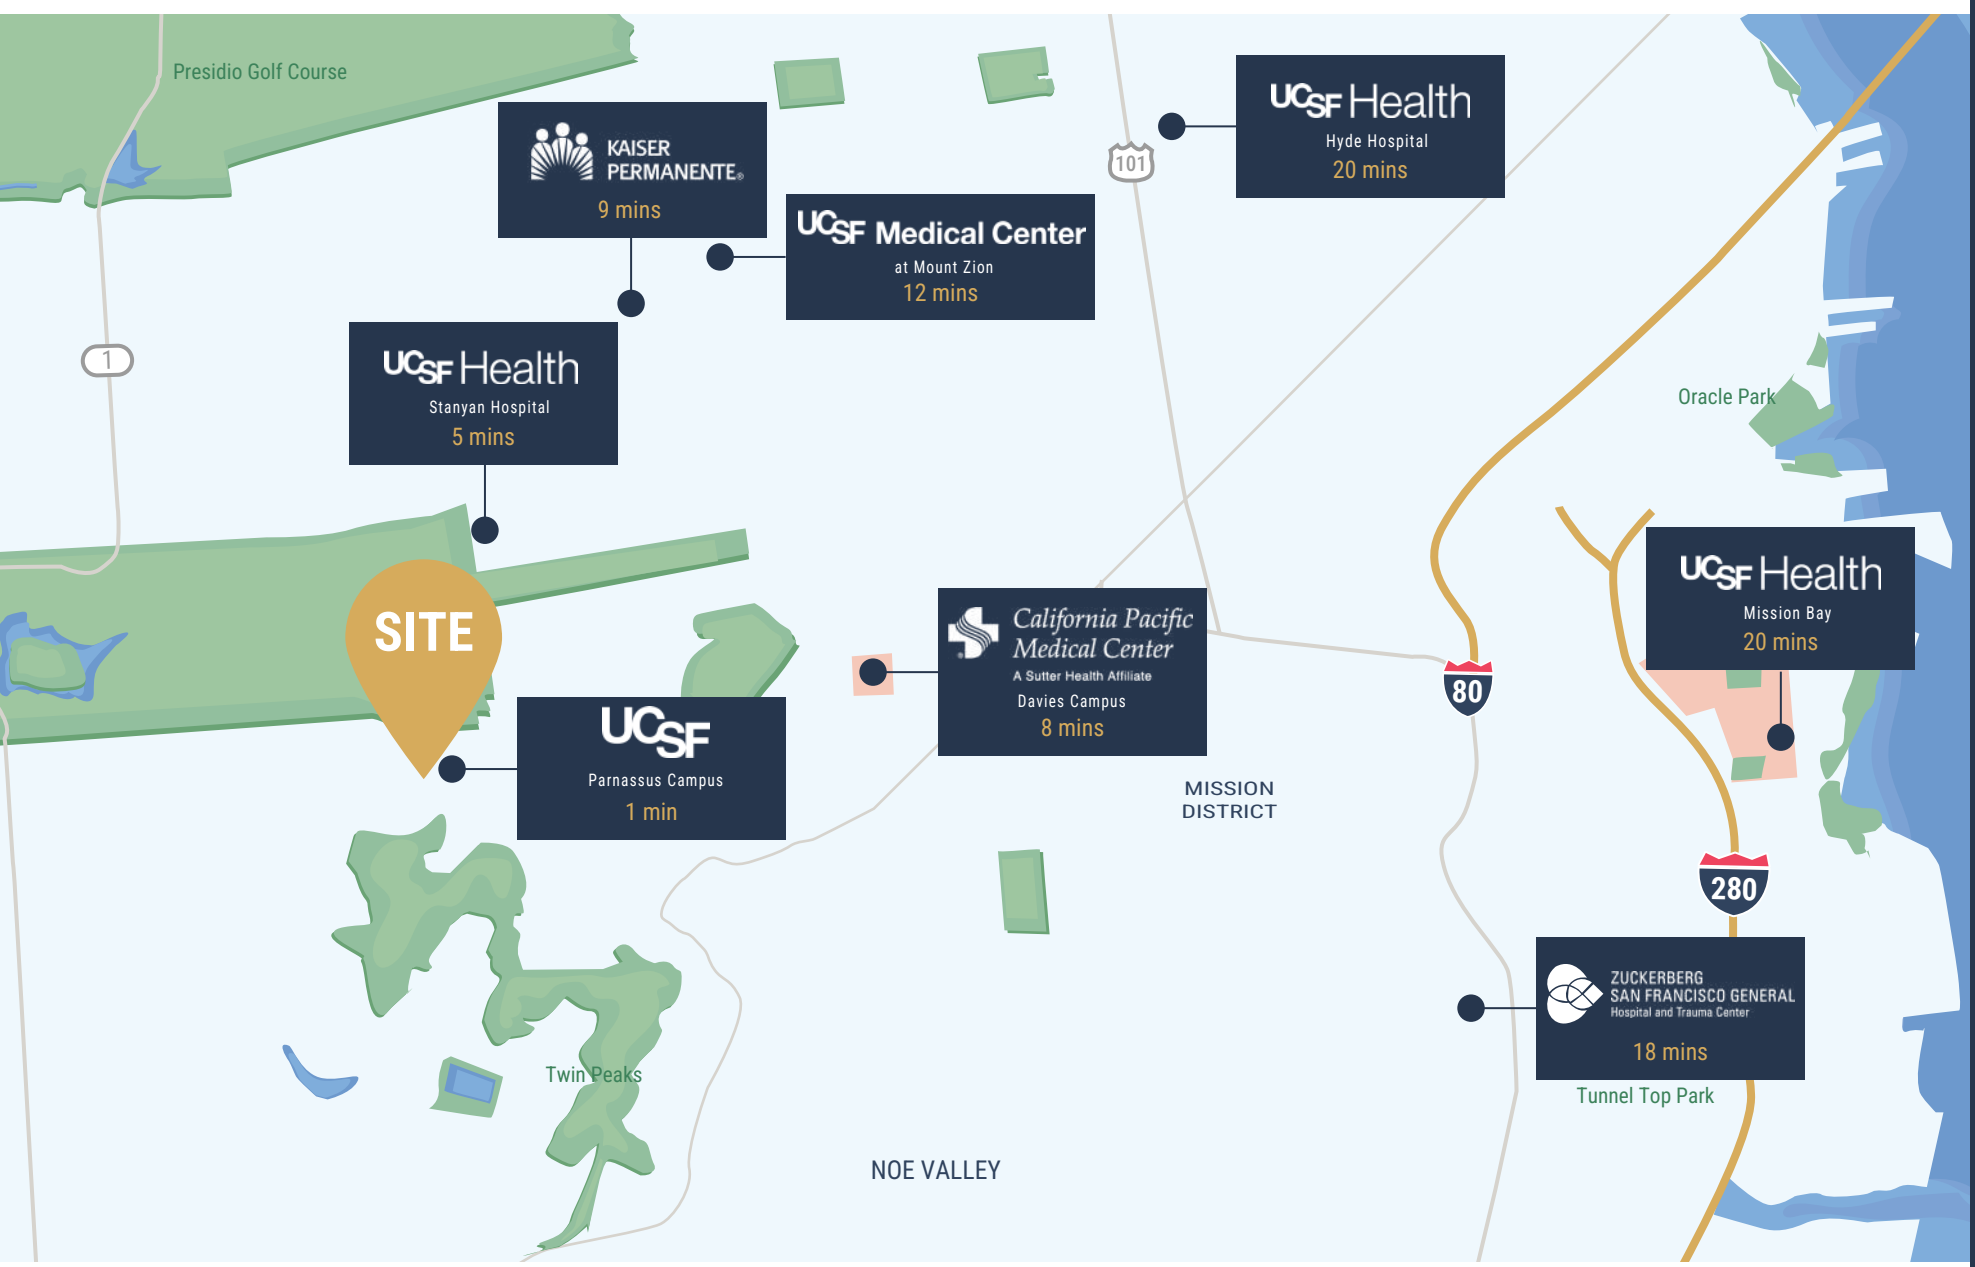 Presidio Golf Course
KAISER
PERMANENTE®
9 mins
UCSF Health
Hyde Hospital
20 mins
101
UCSF Medical Center
at Mount Zion
12 mins
1
UCSF Health
Stanyan Hospital
5 mins
Oracle Park
SITE
UCSF Health
Mission Bay
20 mins
California Pacific
Medical Center
A Sutter Health Affiliate
Davies Campus
8 mins
80
UCSF
Parnassus Campus
1 min
MISSION
DISTRICT
280
ZUCKERBERG
SAN FRANCISCO GENERAL
Hospital and Trauma Center
18 mins
Twin Peaks
Tunnel Top Park
NOE VALLEY